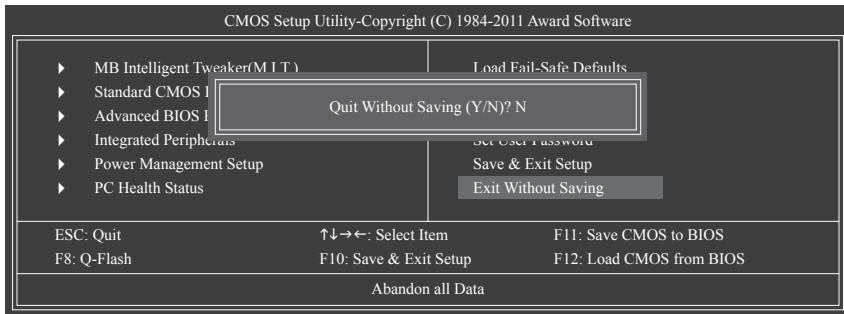 CMOS Setup Utility-Copyright (C) 1984-2011 Award Software
MB Intelligent Tweaker(M.I.T.)
Standard CMOS
Advanced BIOS
Integrated Peripherals
Power Management Setup
PC Health Status
Load Fail-Safe Defaults
Set User Password
Save & Exit Setup
Exit Without Saving
Quit Without Saving (Y/N)? N
ESC: Quit
↑↓→←: Select Item
F11: Save CMOS to BIOS
F8: Q-Flash
F10: Save & Exit Setup
F12: Load CMOS from BIOS
Abandon all Data